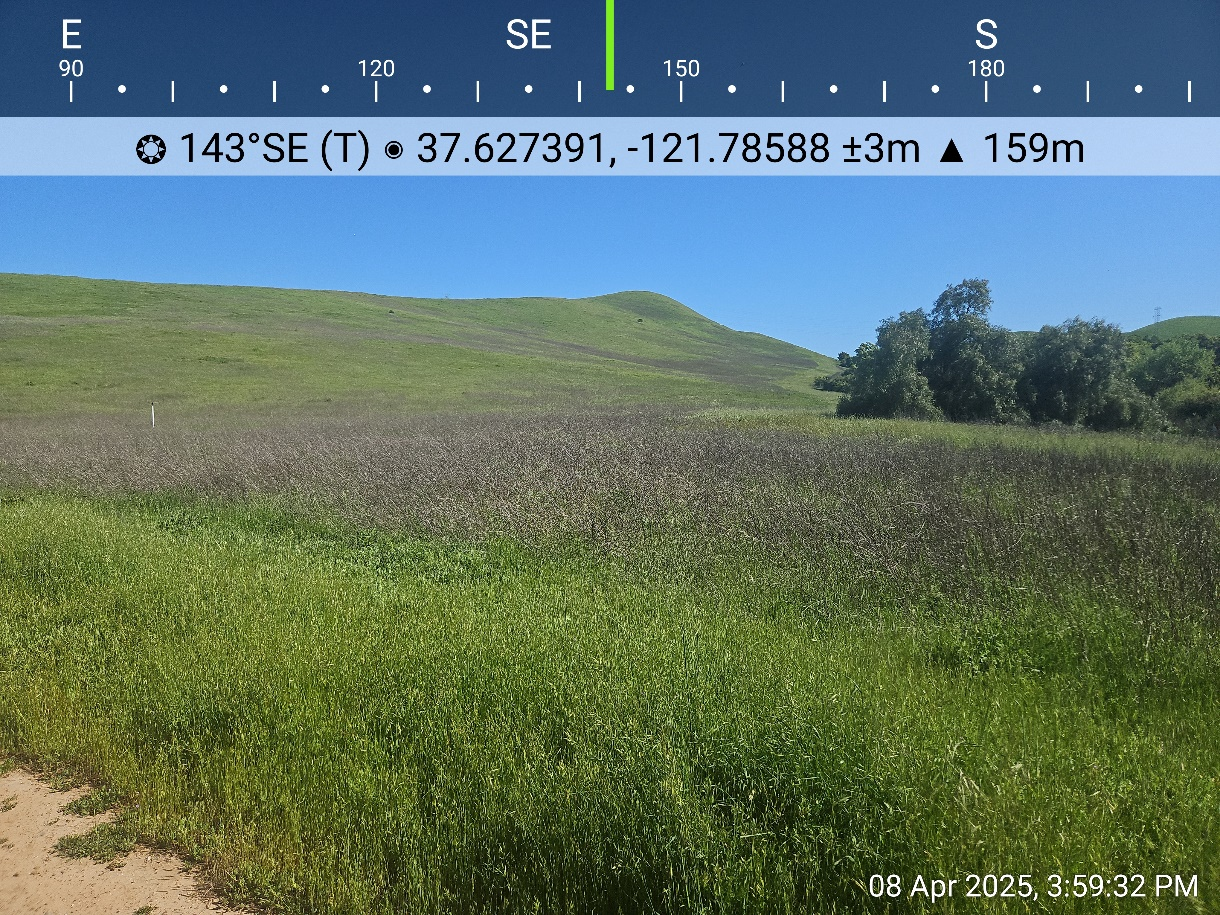 E SE S
90 120 150 180
143°SE (T) ◉ 37.627391, -121.78588 ±3m ▲ 159m
08 Apr 2025, 3:59:32 PM